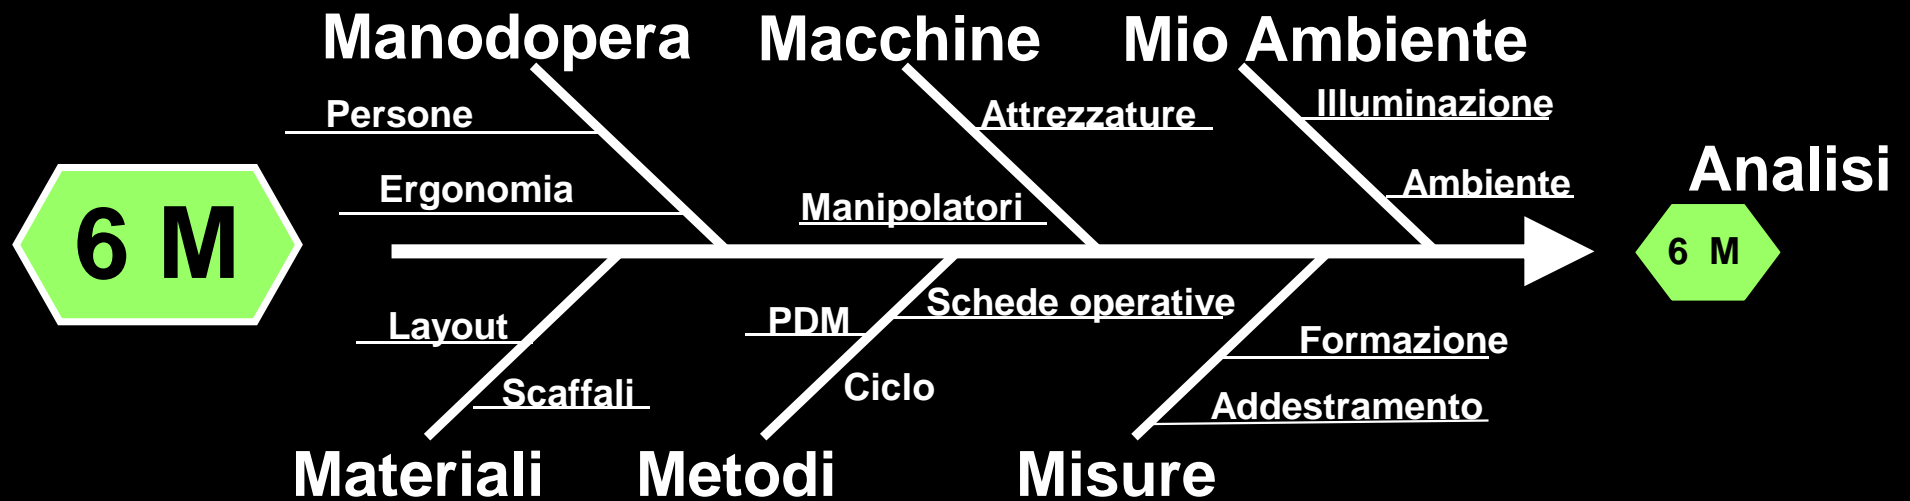 Manodopera
Macchine
Mio Ambiente
Persone
Attrezzature
Illuminazione
Ergonomia
Manipolatori
Ambiente
Analisi
6 M
6 M
Layout
PDM
Schede operative
Formazione
Scaffali
Ciclo
Addestramento
Materiali
Metodi
Misure